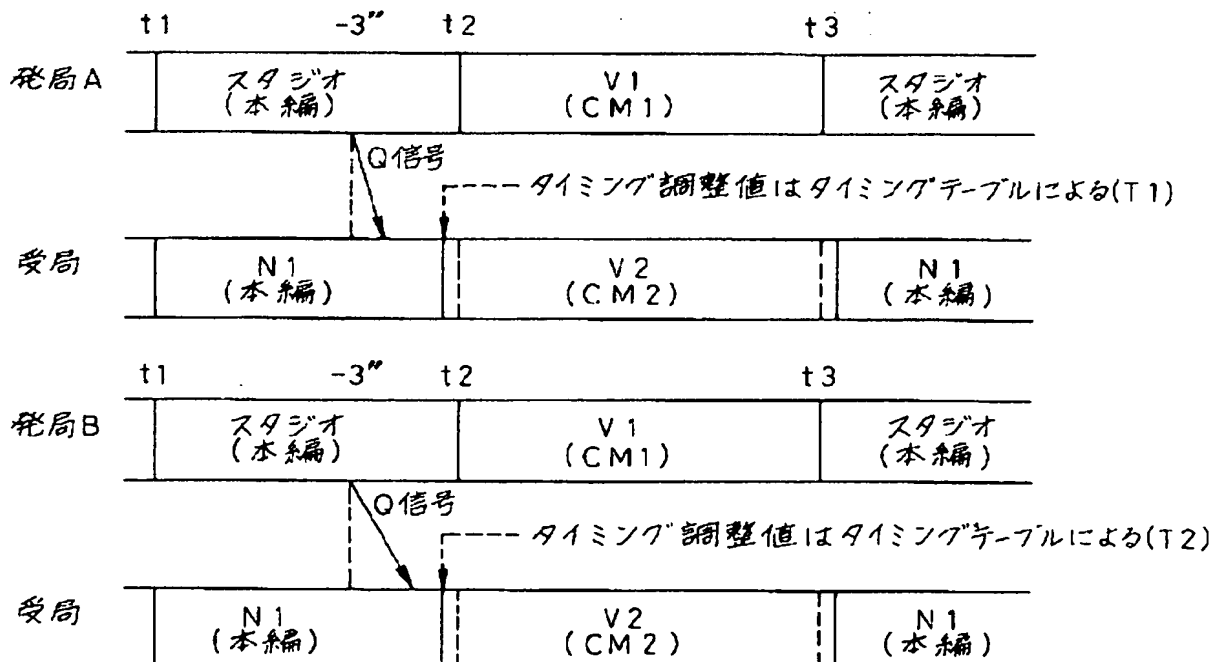 t1 -3″ t2 t3
発局A スタジオ V1 スタジオ
(本編) (CM1) (本編)
Q信号
タイミング調整値はタイミングテーブルによる(T1)
受局 N1 V2 N1
(本編) (CM2) (本編)
t1 -3″ t2 t3
発局B スタジオ V1 スタジオ
(本編) (CM1) (本編)
Q信号
タイミング調整値はタイミングテーブルによる(T2)
受局 N1 V2 N1
(本編) (CM2) (本編)